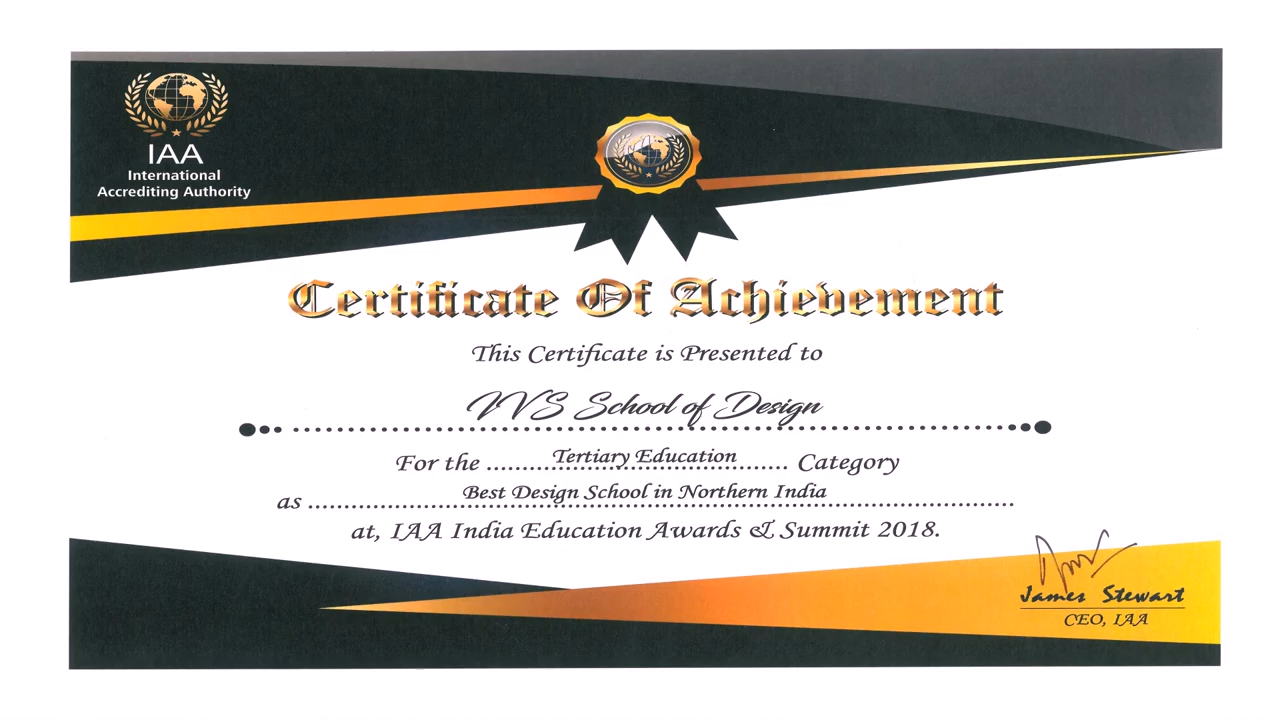 IAA
International
Accrediting Authority
Certificate Of Achievement
This Certificate is Presented to
IVS School of Design
For the Tertiary Education Category
as Best Design School in Northern India
at, IAA India Education Awards & Summit 2018.
James Stewart
CEO, IAA